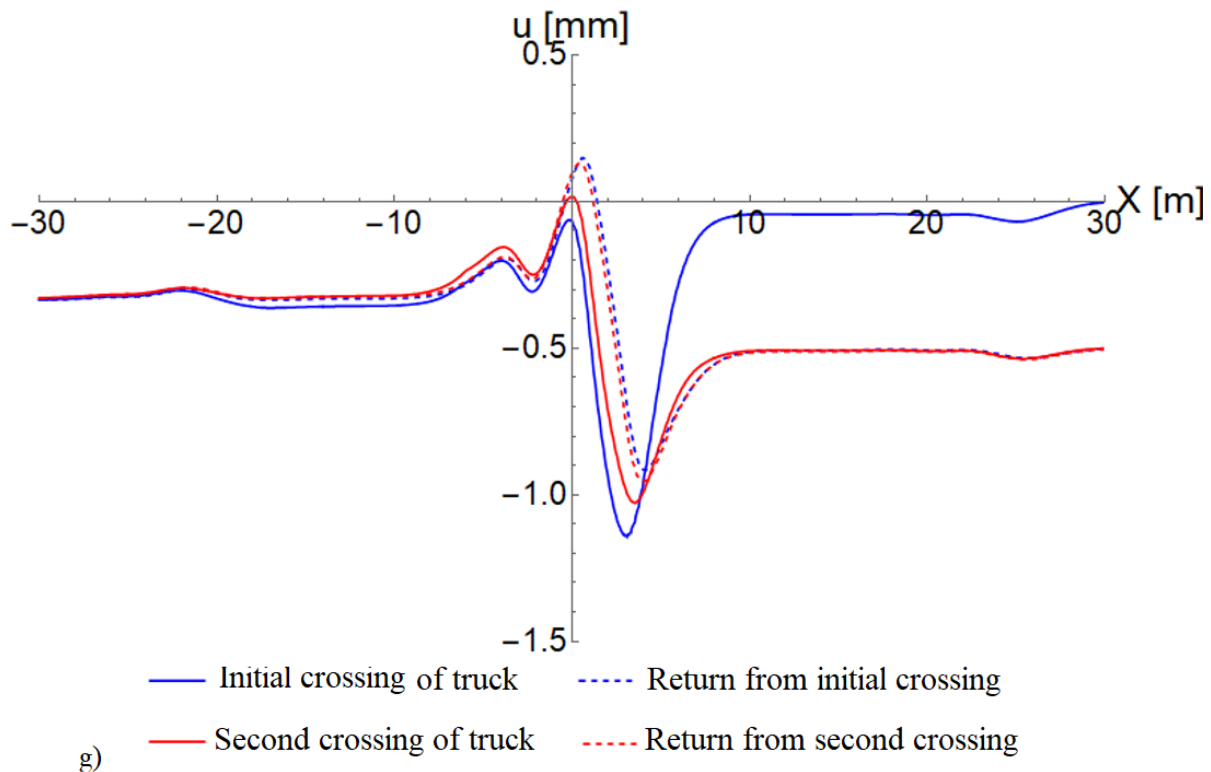 u [mm]
0.5
X [m]
−30 −20 −10 10 20 30
−0.5
−1.0
−1.5
Initial crossing of truck Return from initial crossing
Second crossing of truck Return from second crossing
g)